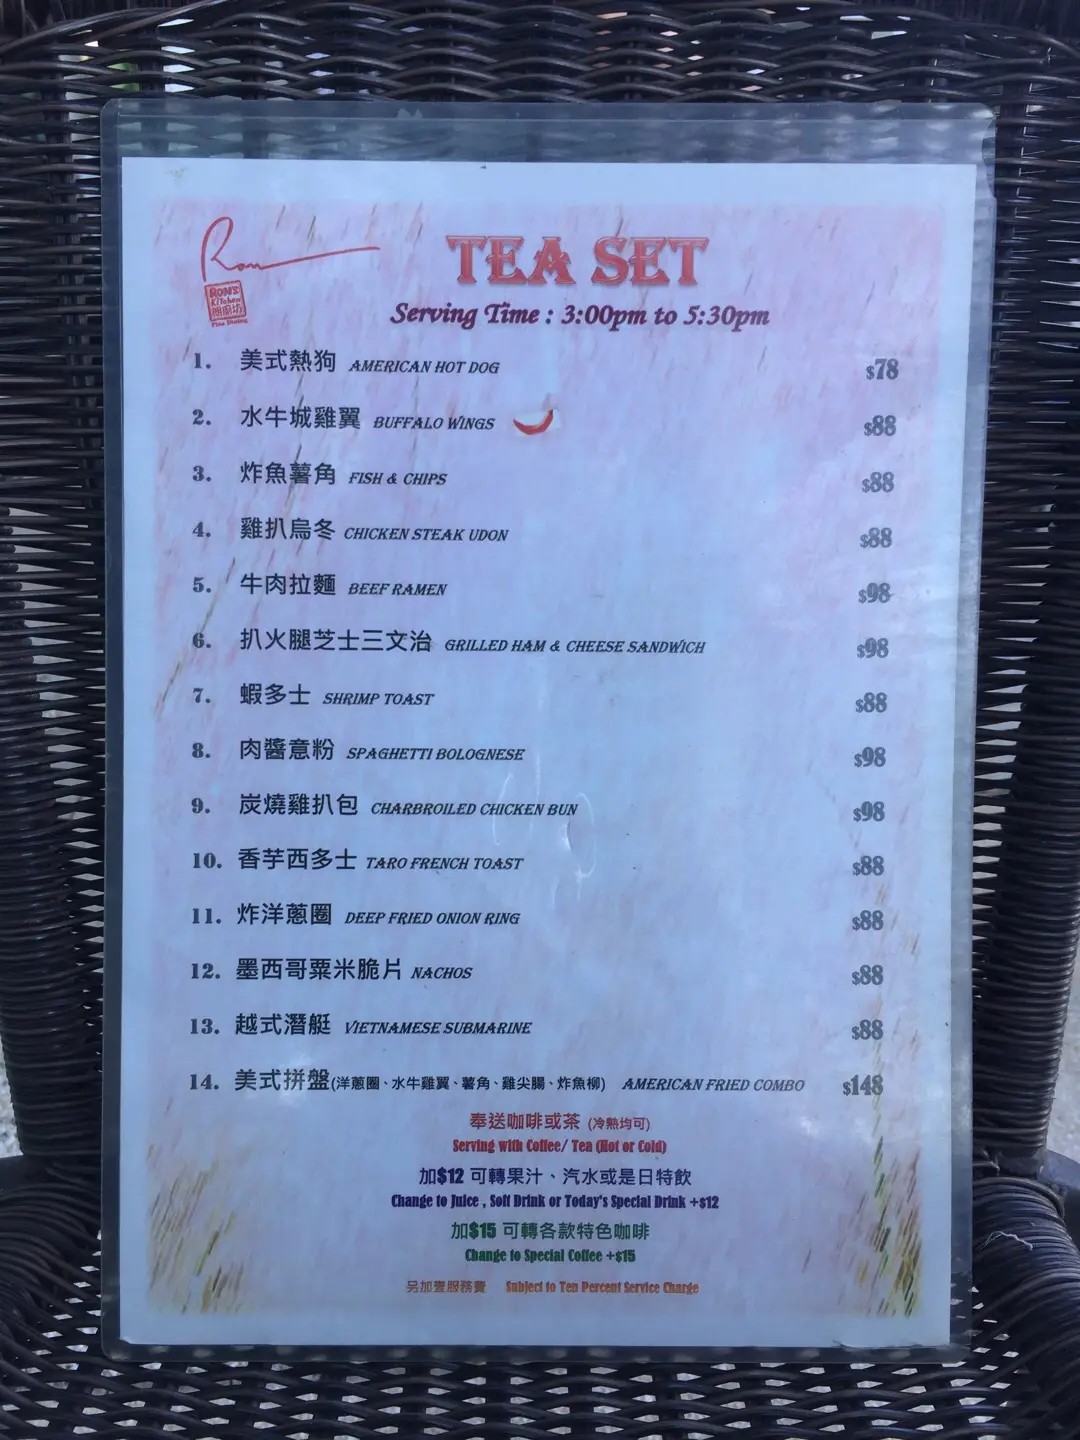 Ron
RON'S
Kitchen
Fine Dining
TEA SET
Serving Time : 3:00pm to 5:30pm
1. 美式熱狗 AMERICAN HOT DOG $78
2. 水牛城雞翼 BUFFALO WINGS $88
3. 炸魚薯角 FISH & CHIPS $88
4. 雞扒烏冬 CHICKEN STEAK UDON $88
5. 牛肉拉麵 BEEF RAMEN $98
6. 扒火腿芝士三文治 GRILLED HAM & CHEESE SANDWICH $98
7. 蝦多士 SHRIMP TOAST $88
8. 肉醬意粉 SPAGHETTI BOLOGNESE $98
9. 炭燒雞扒包 CHARBROILED CHICKEN BUN $98
10. 香芋西多士 TARO FRENCH TOAST $88
11. 炸洋蔥圈 DEEP FRIED ONION RING $88
12. 墨西哥粟米脆片 NACHOS $88
13. 越式潛艇 VIETNAMESE SUBMARINE $88
14. 美式拼盤(洋蔥圈、水牛雞翼、薯角、雞尖腸、炸魚柳) AMERICAN FRIED COMBO $148
奉送咖啡或茶 (冷熱均可)
Serving with Coffee/ Tea (Hot or Cold)
加$12 可轉果汁、汽水或是日特飲
Change to Juice , Soft Drink or Today's Special Drink +$12
加$15 可轉各款特色咖啡
Change to Special Coffee +$15
另加壹服務費 Subject to Ten Percent Service Charge